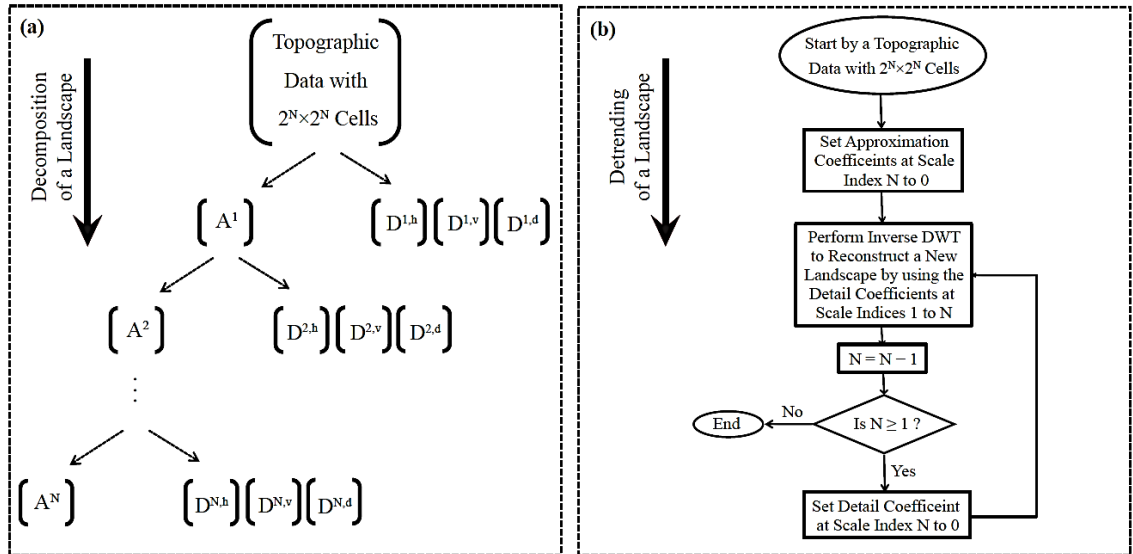 (a)
Decomposition
of a Landscape
Topographic
Data with
2ᴺ×2ᴺ Cells
A¹
D¹,ʰ D¹,ᵛ D¹,ᵈ
A²
D²,ʰ D²,ᵛ D²,ᵈ
⋮
Aᴺ
Dᴺ,ʰ Dᴺ,ᵛ Dᴺ,ᵈ
(b)
Detrending
of a Landscape
Start by a Topographic
Data with 2ᴺ×2ᴺ Cells
Set Approximation
Coefficeints at Scale
Index N to 0
Perform Inverse DWT
to Reconstruct a New
Landscape by using the
Detail Coefficients at
Scale Indices 1 to N
N = N − 1
Is N ≥ 1 ?
No
End
Yes
Set Detail Coefficeint
at Scale Index N to 0